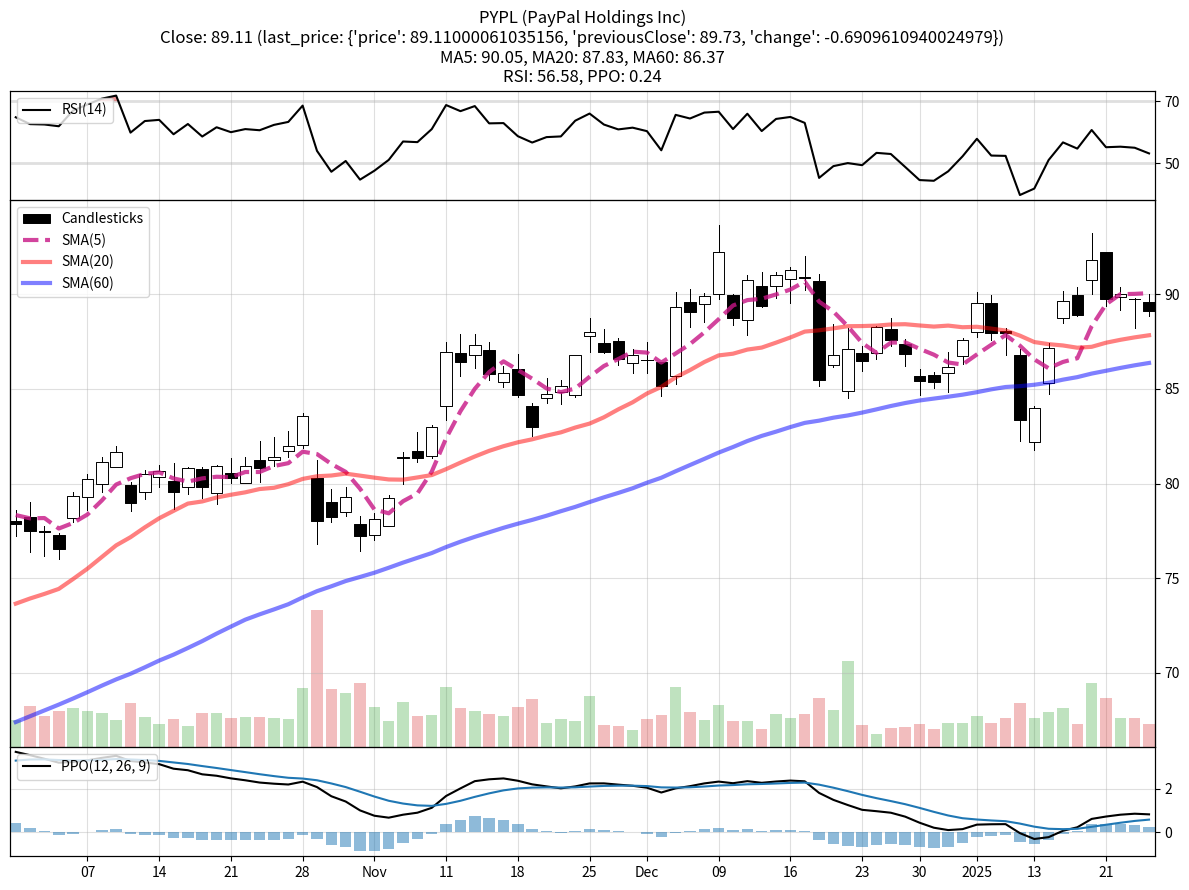 PYPL (PayPal Holdings Inc)
Close: 89.11 (last_price: {'price': 89.11000061035156, 'previousClose': 89.73, 'change': -0.6909610940024979})
MA5: 90.05, MA20: 87.83, MA60: 86.37
RSI: 56.58, PPO: 0.24
RSI(14)
70
50
Candlesticks
SMA(5)
SMA(20)
SMA(60)
90
85
80
75
70
PPO(12, 26, 9)
2
0
07 14 21 28 Nov 11 18 25 Dec 09 16 23 30 2025 13 21